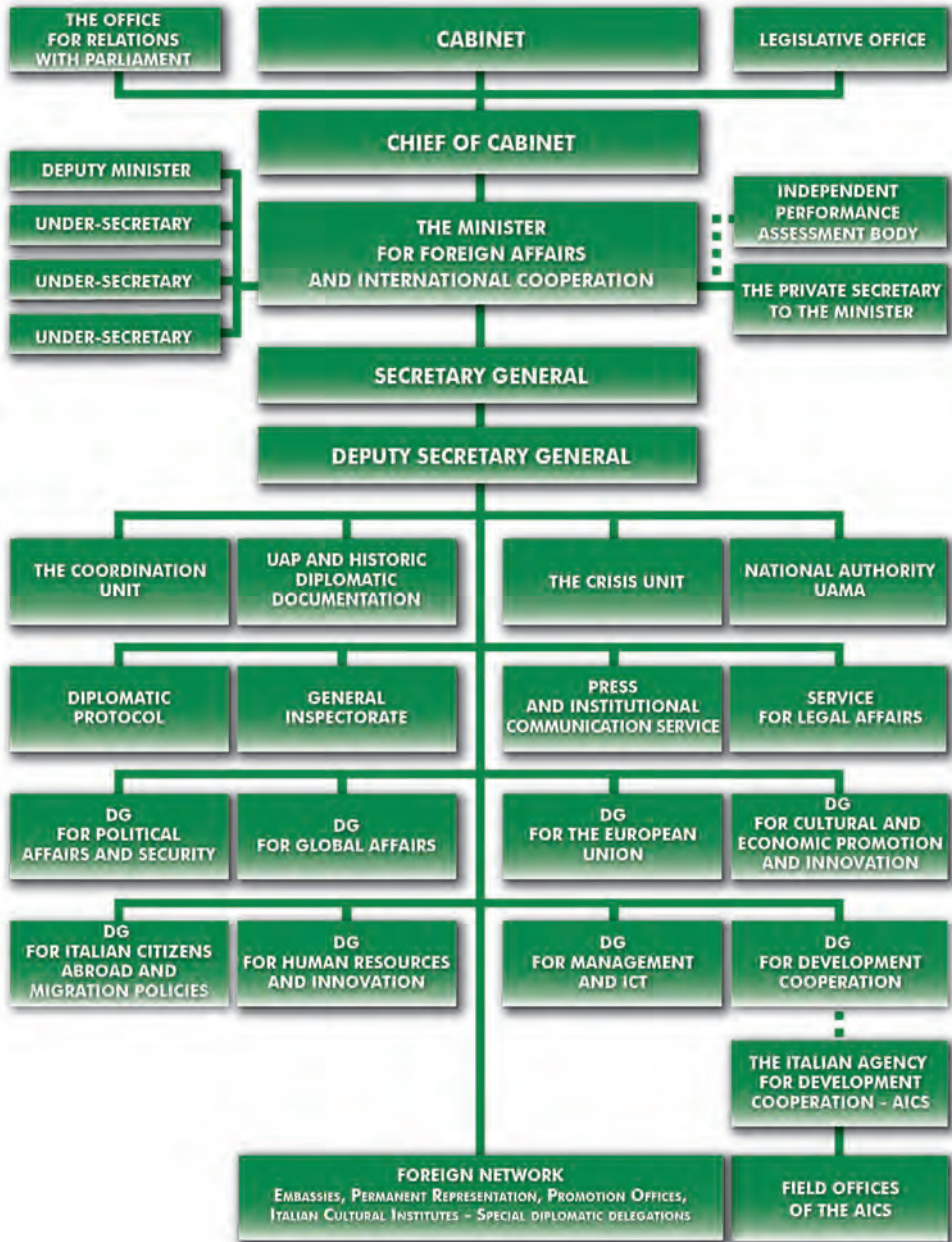 THE OFFICE
FOR RELATIONS
WITH PARLIAMENT
CABINET
LEGISLATIVE OFFICE
CHIEF OF CABINET
DEPUTY MINISTER
UNDER-SECRETARY
UNDER-SECRETARY
UNDER-SECRETARY
THE MINISTER
FOR FOREIGN AFFAIRS
AND INTERNATIONAL COOPERATION
INDEPENDENT
PERFORMANCE
ASSESSMENT BODY
THE PRIVATE SECRETARY
TO THE MINISTER
SECRETARY GENERAL
DEPUTY SECRETARY GENERAL
THE COORDINATION
UNIT
UAP AND HISTORIC
DIPLOMATIC
DOCUMENTATION
THE CRISIS UNIT
NATIONAL AUTHORITY
UAMA
DIPLOMATIC
PROTOCOL
GENERAL
INSPECTORATE
PRESS
AND INSTITUTIONAL
COMMUNICATION SERVICE
SERVICE
FOR LEGAL AFFAIRS
DG
FOR POLITICAL
AFFAIRS AND SECURITY
DG
FOR GLOBAL AFFAIRS
DG
FOR THE EUROPEAN
UNION
DG
FOR CULTURAL AND
ECONOMIC PROMOTION
AND INNOVATION
DG
FOR ITALIAN CITIZENS
ABROAD AND
MIGRATION POLICIES
DG
FOR HUMAN RESOURCES
AND INNOVATION
DG
FOR MANAGEMENT
AND ICT
DG
FOR DEVELOPMENT
COOPERATION
THE ITALIAN AGENCY
FOR DEVELOPMENT
COOPERATION - AICS
FOREIGN NETWORK
EMBASSIES, PERMANENT REPRESENTATION, PROMOTION OFFICES,
ITALIAN CULTURAL INSTITUTES – SPECIAL DIPLOMATIC DELEGATIONS
FIELD OFFICES
OF THE AICS